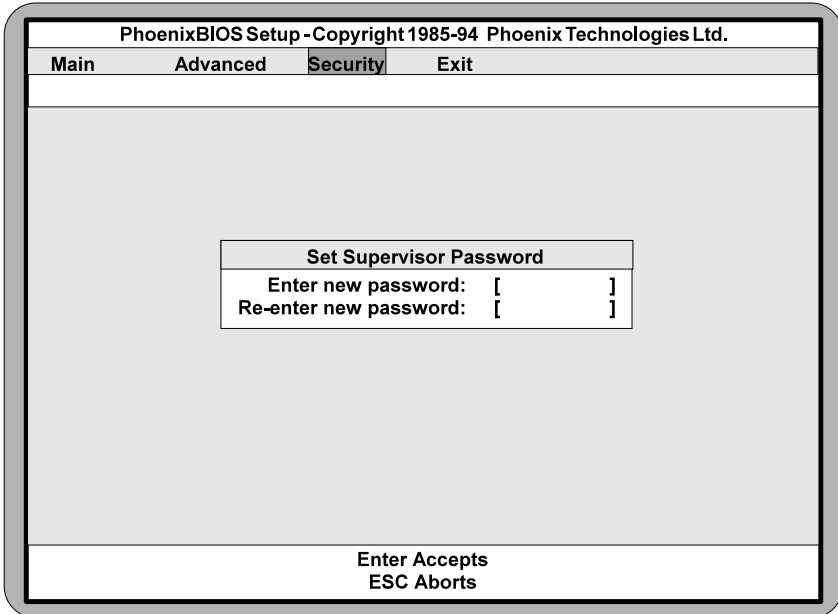 PhoenixBIOS Setup - Copyright 1985-94 Phoenix Technologies Ltd.
Main Advanced Security Exit
Set Supervisor Password
Enter new password: [ ]
Re-enter new password: [ ]
Enter Accepts
ESC Aborts